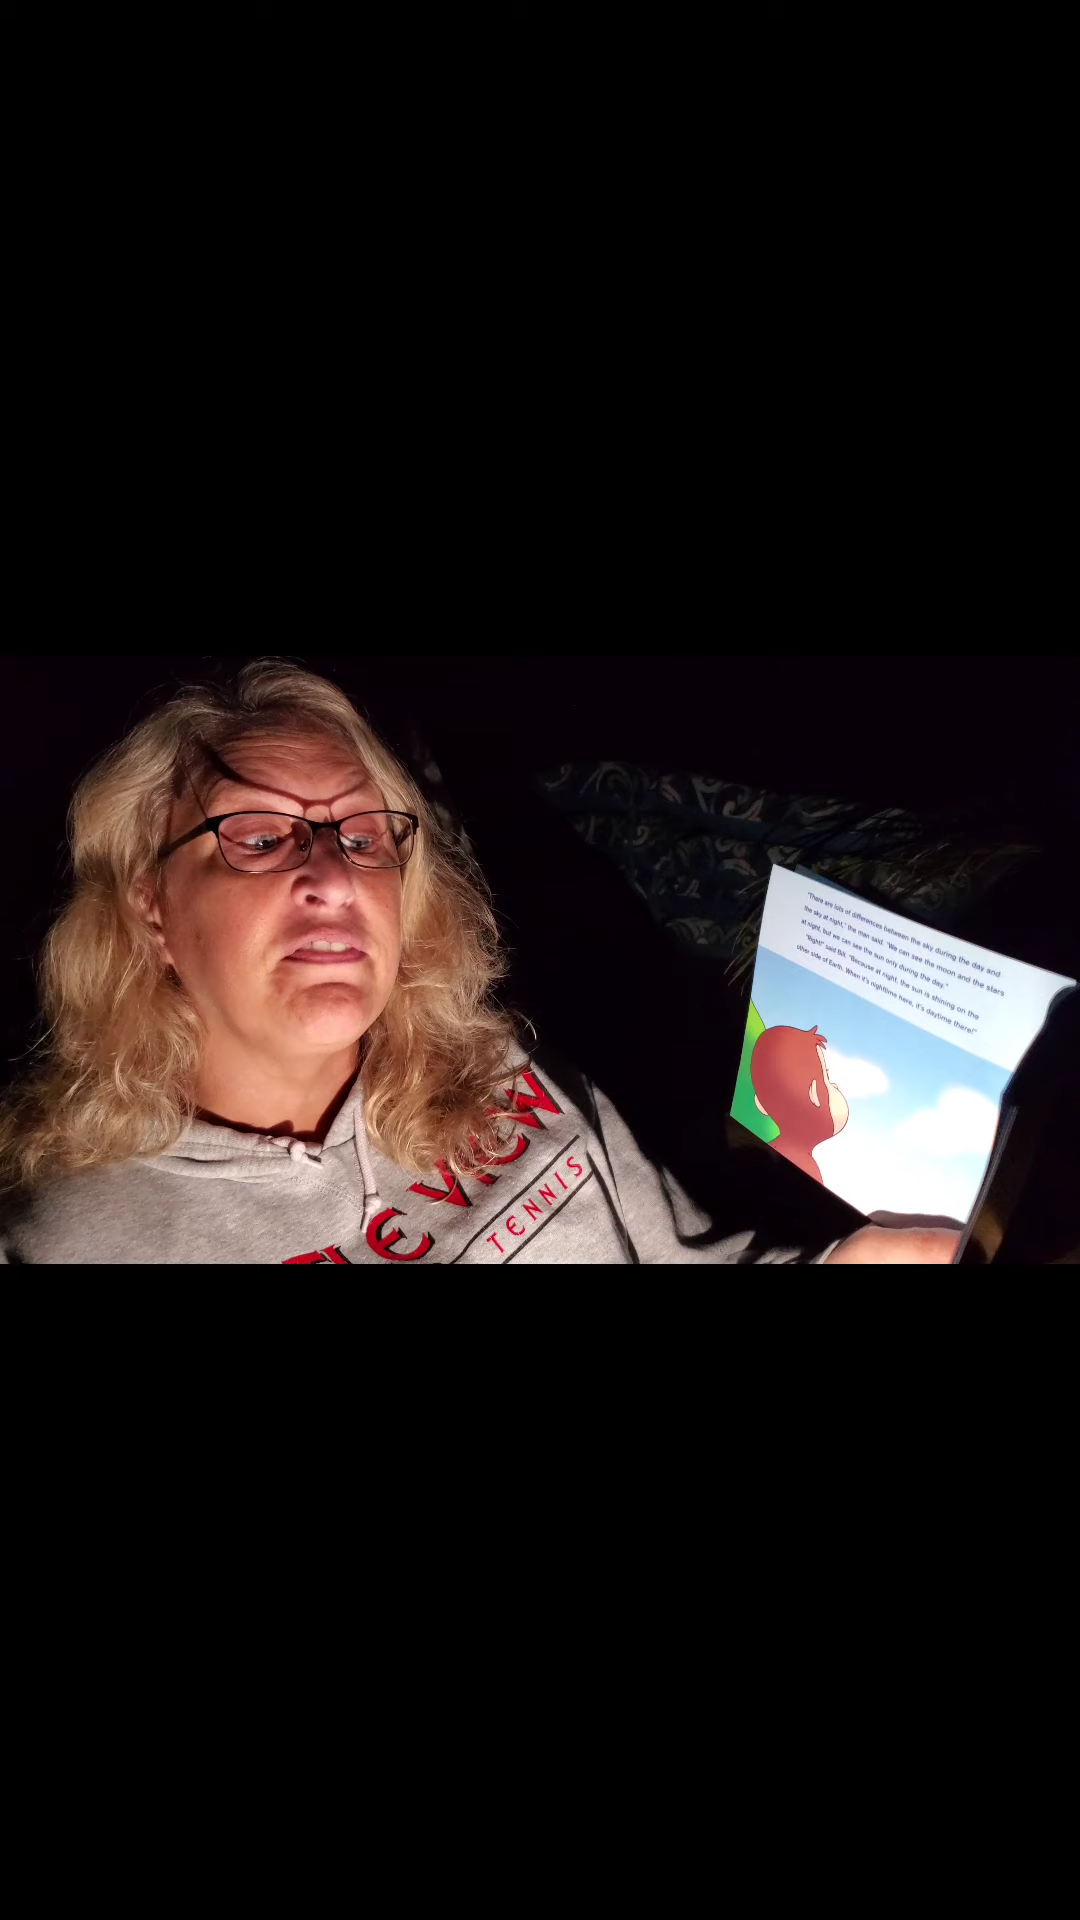 "There are lots of differences between the sky during the day and
the sky at night," the man said. "We can see the moon and the stars
at night, but we can see the sun only during the day."
"Right!" said Bill. "Because at night, the sun is shining on the
other side of Earth. When it's nighttime here, it's daytime there!"
LE VIEW
TENNIS